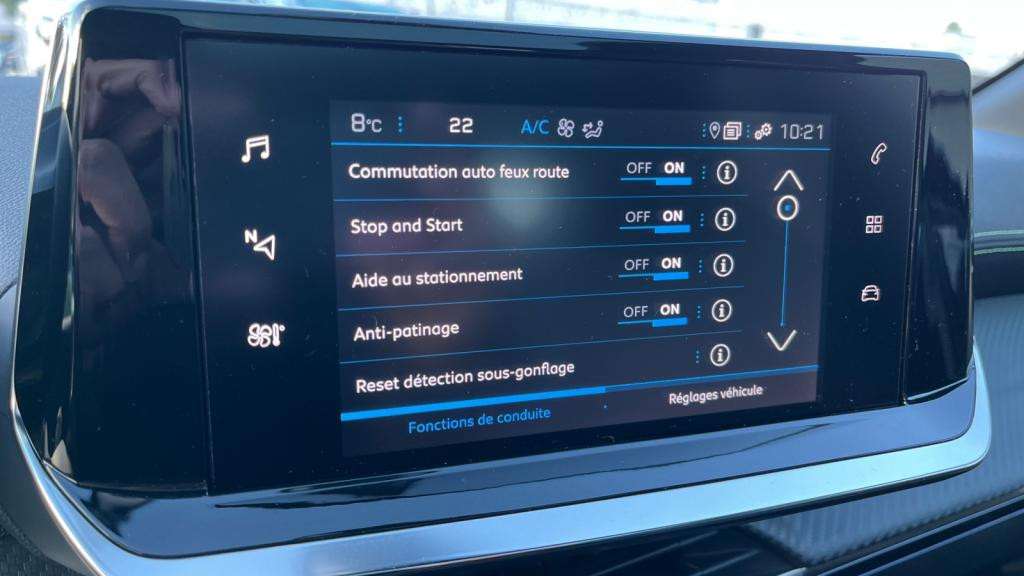 8°C 22 A/C 10:21
Commutation auto feux route OFF ON
Stop and Start OFF ON
N
Aide au stationnement OFF ON
Anti-patinage OFF ON
Reset détection sous-gonflage
Fonctions de conduite Réglages véhicule